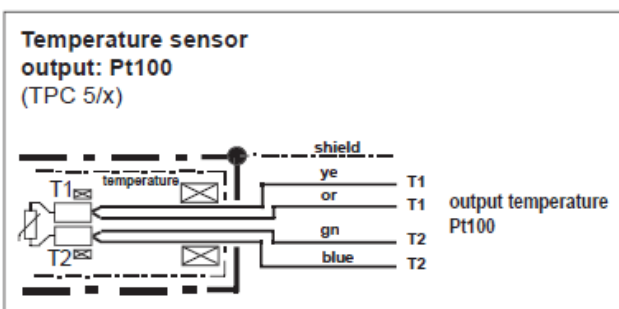 Temperature sensor
output: Pt100
(TPC 5/x)
shield
ye
T1
T1 temperature
or
T1
output temperature
Pt100
gn
T2
T2
blue
T2